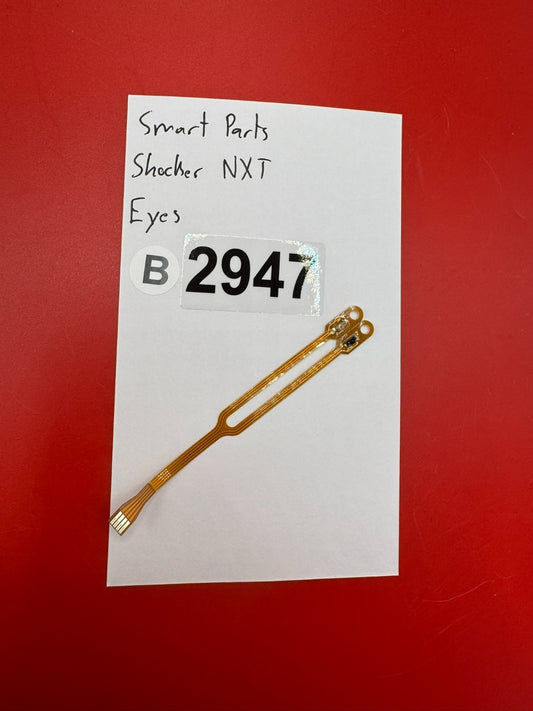 Smart Parts
Shocker NXT
Eyes
B 2947